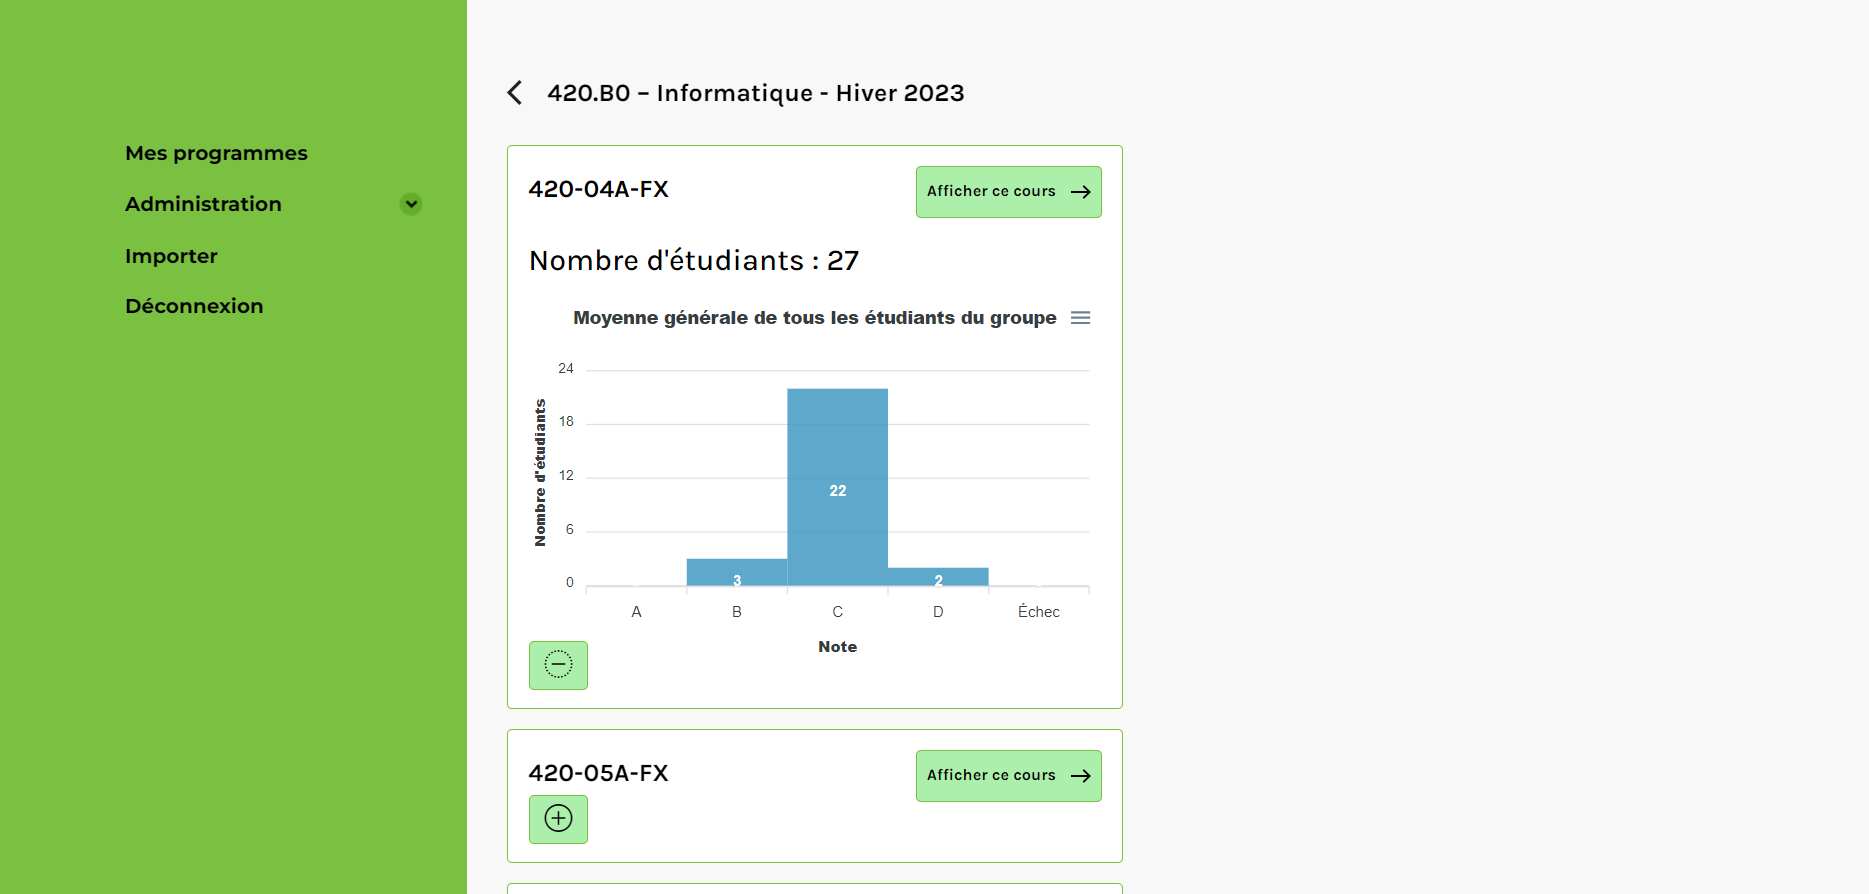 Mes programmes
Administration
Importer
Déconnexion
420.B0 – Informatique - Hiver 2023
420-04A-FX
Afficher ce cours
Nombre d'étudiants : 27
Moyenne générale de tous les étudiants du groupe
Nombre d'étudiants
24
18
12
6
0
22
3
2
A B C D Échec
Note
420-05A-FX
Afficher ce cours